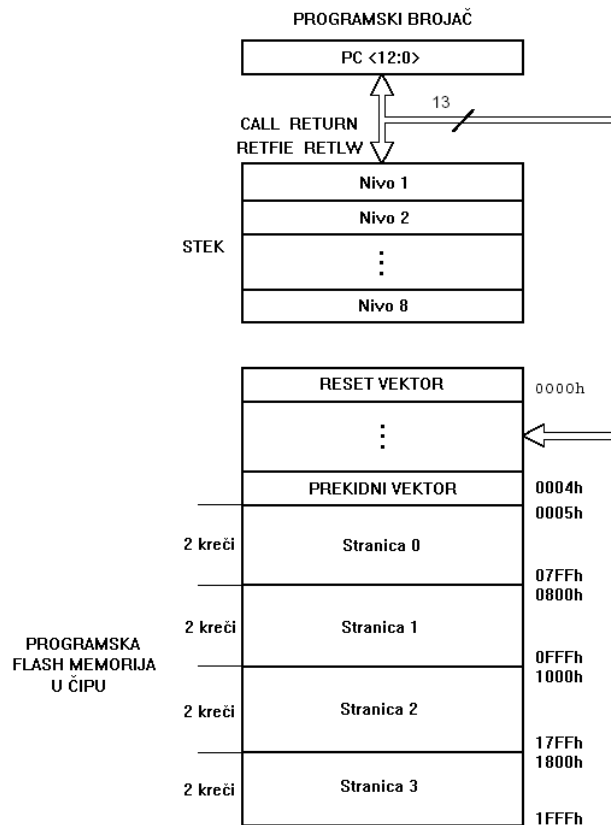 PROGRAMSKI BROJAČ
PC <12:0>
13
CALL RETURN
RETFIE RETLW
STEK
Nivo 1
Nivo 2
⋮
Nivo 8
RESET VEKTOR
0000h
⋮
PREKIDNI VEKTOR
0004h
0005h
2 kreči
Stranica 0
07FFh
0800h
2 kreči
Stranica 1
PROGRAMSKA
FLASH MEMORIJA
U ČIPU
0FFFh
1000h
2 kreči
Stranica 2
17FFh
1800h
2 kreči
Stranica 3
1FFFh